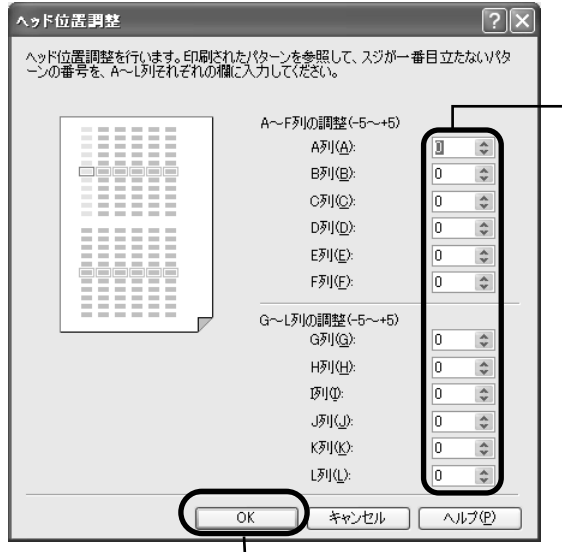 ヘッド位置調整
ヘッド位置調整を行います。印刷されたパターンを参照して、スジが一番目立たないパタ
ーンの番号を、A～L列それぞれの欄に入力してください。
A～F列の調整(-5～+5)
A列(A): 0
B列(B): 0
C列(C): 0
D列(D): 0
E列(E): 0
F列(F): 0
G～L列の調整(-5～+5)
G列(G): 0
H列(H): 0
I列(I): 0
J列(J): 0
K列(K): 0
L列(L): 0
OK キャンセル ヘルプ(P)